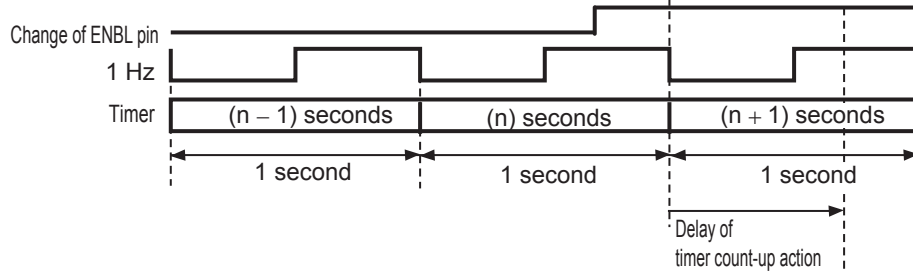 Change of ENBL pin
1 Hz
Timer
(n − 1) seconds
(n) seconds
(n + 1) seconds
1 second
1 second
1 second
Delay of
timer count-up action